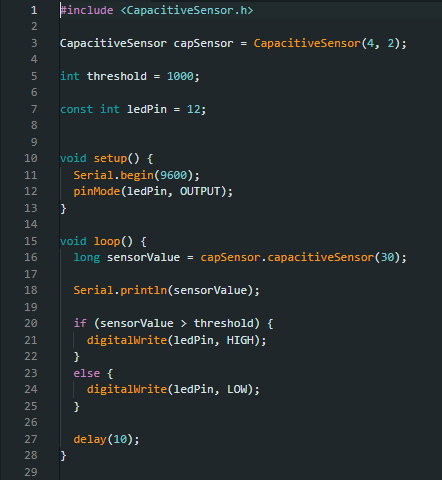 1 #include <CapacitiveSensor.h>
2
3 CapacitiveSensor capSensor = CapacitiveSensor(4, 2);
4
5 int threshold = 1000;
6
7 const int ledPin = 12;
8
9
10 void setup() {
11   Serial.begin(9600);
12   pinMode(ledPin, OUTPUT);
13 }
14
15 void loop() {
16   long sensorValue = capSensor.capacitiveSensor(30);
17
18   Serial.println(sensorValue);
19
20   if (sensorValue > threshold) {
21     digitalWrite(ledPin, HIGH);
22   }
23   else {
24     digitalWrite(ledPin, LOW);
25   }
26
27   delay(10);
28 }
29